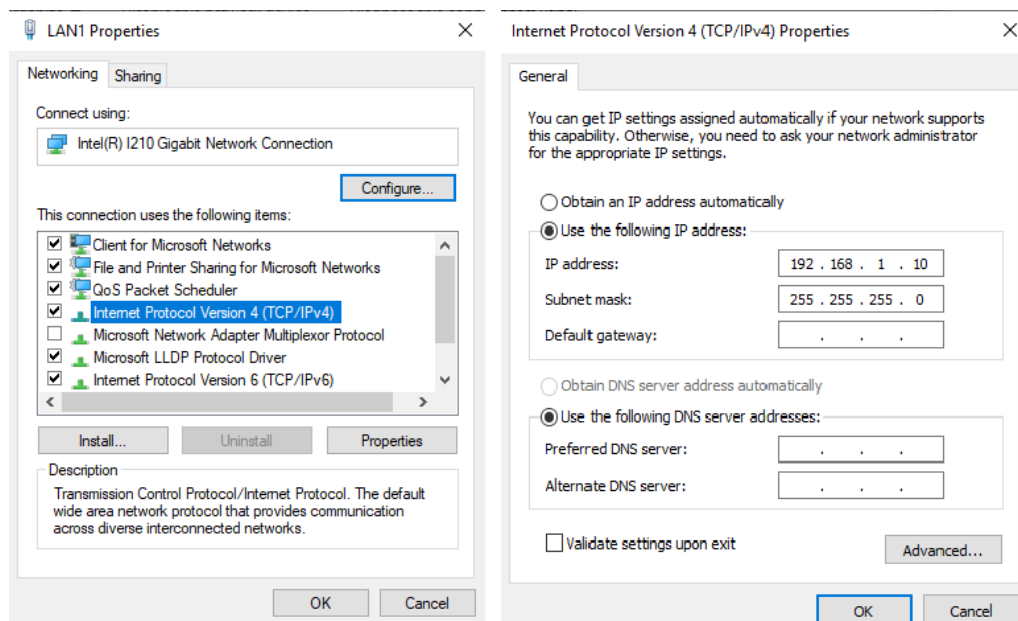 LAN1 Properties
Networking
Sharing
Connect using:
Intel(R) I210 Gigabit Network Connection
Configure...
This connection uses the following items:
Client for Microsoft Networks
File and Printer Sharing for Microsoft Networks
QoS Packet Scheduler
Internet Protocol Version 4 (TCP/IPv4)
Microsoft Network Adapter Multiplexor Protocol
Microsoft LLDP Protocol Driver
Internet Protocol Version 6 (TCP/IPv6)
Install...
Uninstall
Properties
Description
Transmission Control Protocol/Internet Protocol. The default
wide area network protocol that provides communication
across diverse interconnected networks.
OK
Cancel
Internet Protocol Version 4 (TCP/IPv4) Properties
General
You can get IP settings assigned automatically if your network supports
this capability. Otherwise, you need to ask your network administrator
for the appropriate IP settings.
Obtain an IP address automatically
Use the following IP address:
IP address:
192 . 168 . 1 . 10
Subnet mask:
255 . 255 . 255 . 0
Default gateway:
. . .
Obtain DNS server address automatically
Use the following DNS server addresses:
Preferred DNS server:
. . .
Alternate DNS server:
. . .
Validate settings upon exit
Advanced...
OK
Cancel